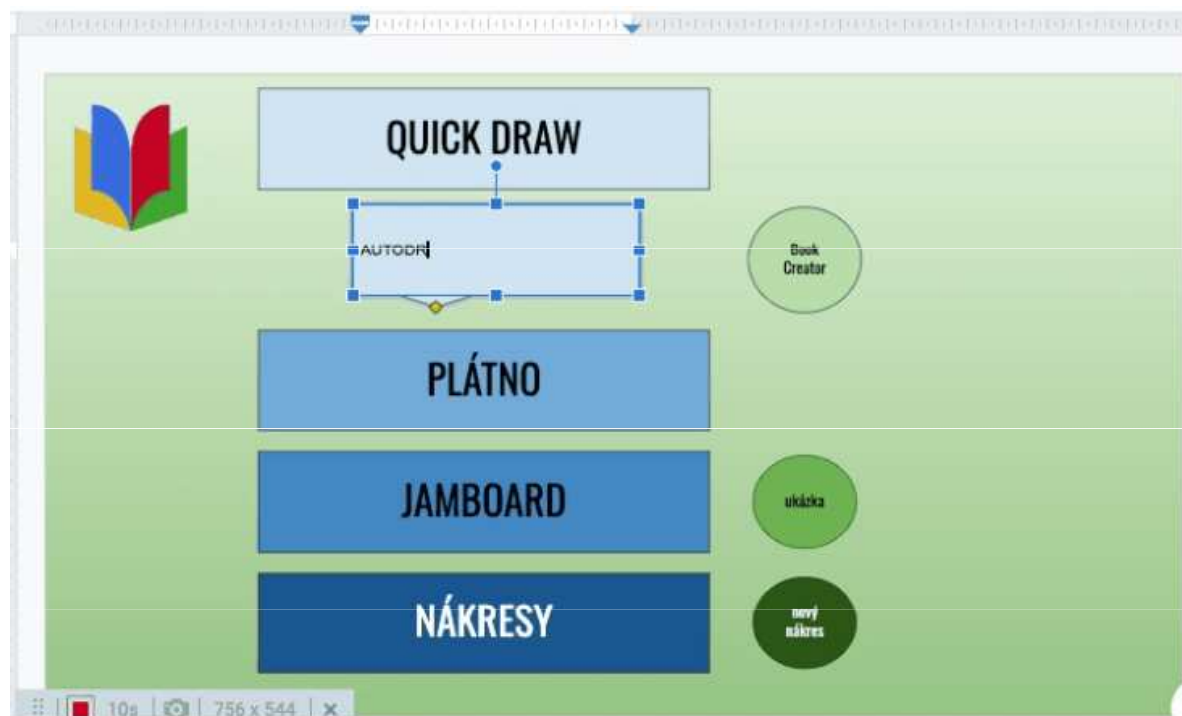 QUICK DRAW
AUTODR
Book
Creator
PLÁTNO
JAMBOARD
ukázka
NÁKRESY
nový
nákres
10s 756 x 544 ×